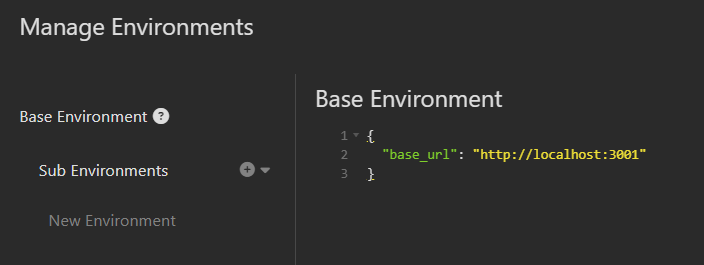 Manage Environments
Base Environment ?
Sub Environments
New Environment
Base Environment
1 {
2 "base_url": "http://localhost:3001"
3 }